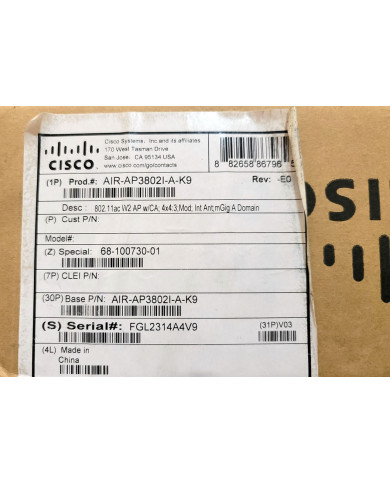 CISCO
Cisco Systems, Inc and its affiliates
170 West Tasman Drive
San Jose, CA 95134 USA
www.cisco.com/go/contacts
8 82658 86796
(1P) Prod.#: AIR-AP3802I-A-K9
Rev: -E0
Desc : 802.11ac W2 AP w/CA; 4x4:3;Mod; Int Ant;mGig A Domain
(P) Cust P/N:
Model#:
(Z) Special: 68-100730-01
(7P) CLEI P/N:
(30P) Base P/N: AIR-AP3802I-A-K9
(S) Serial#: FGL2314A4V9
(31P)V03
(4L) Made in
China